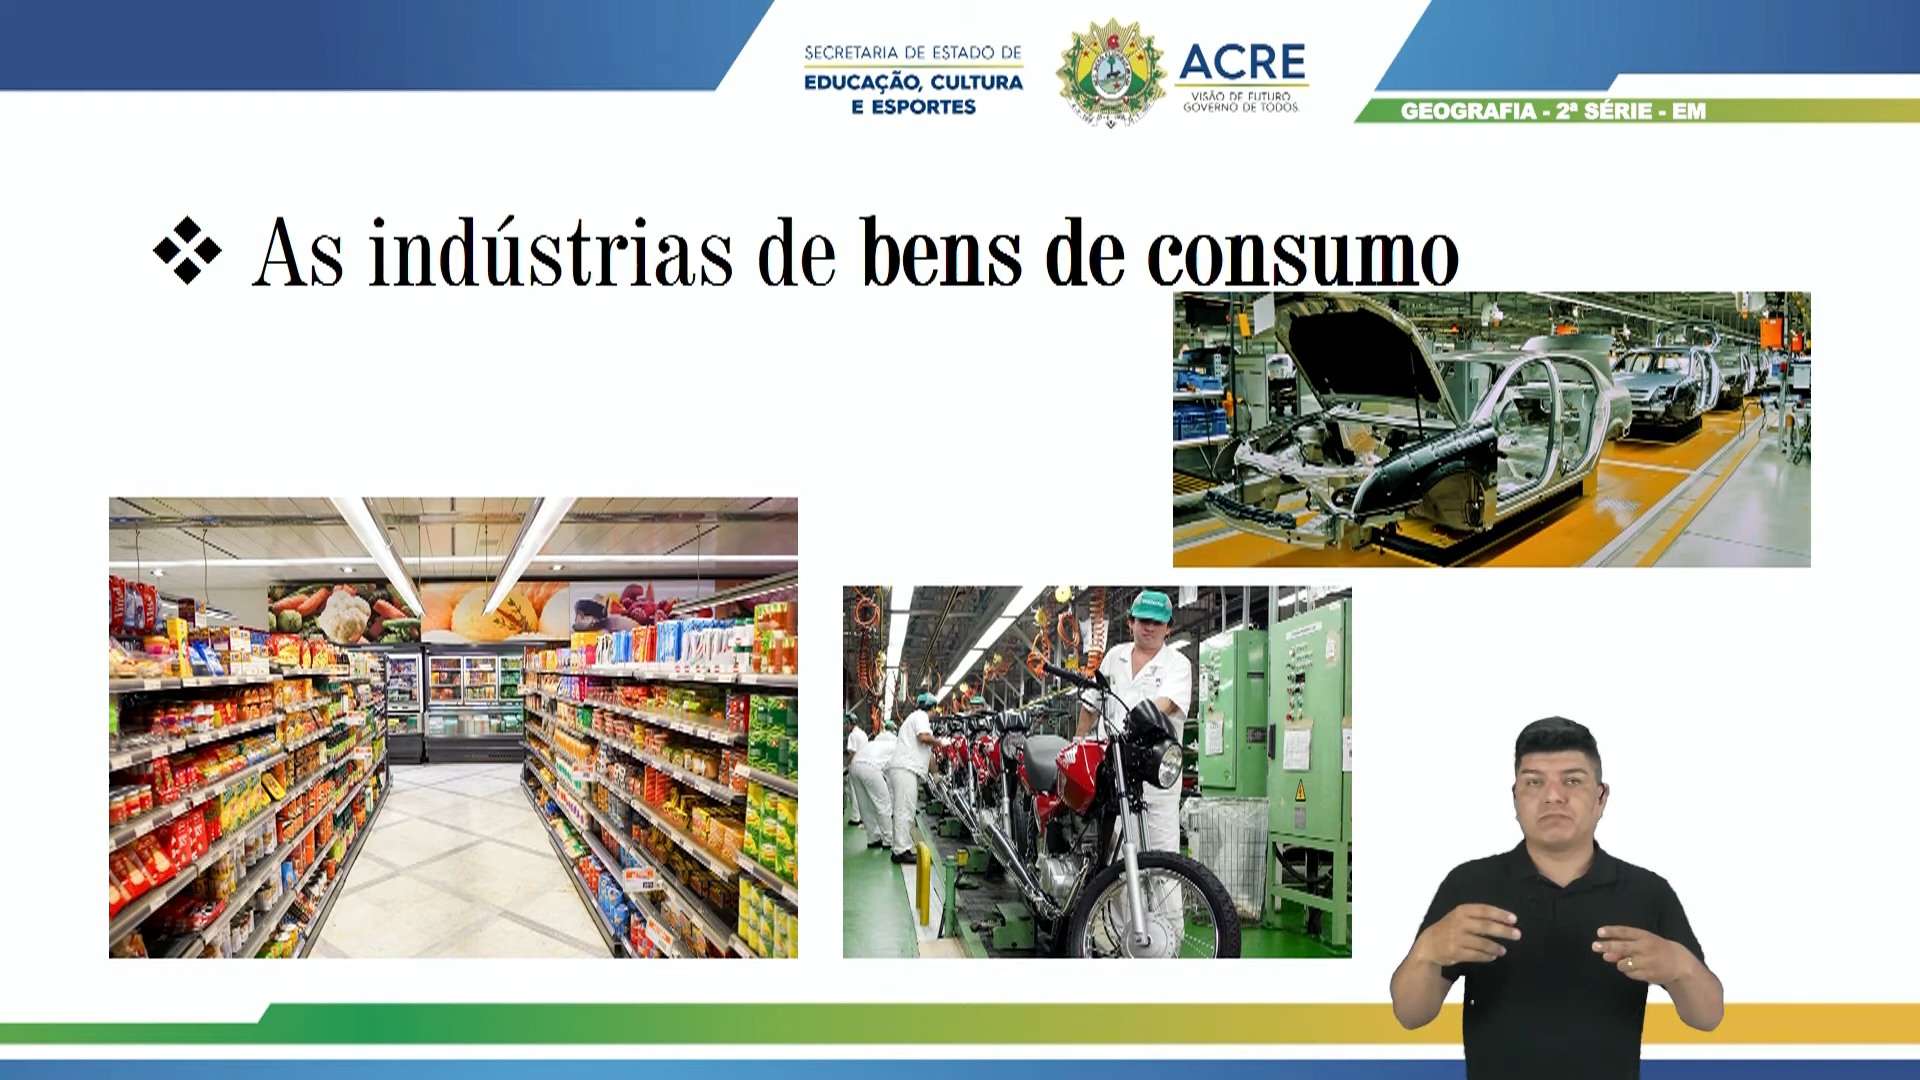 SECRETARIA DE ESTADO DE
EDUCAÇÃO, CULTURA
E ESPORTES
ACRE
VISÃO DE FUTURO
GOVERNO DE TODOS.
GEOGRAFIA - 2ª SÉRIE - EM
❖ As indústrias de bens de consumo